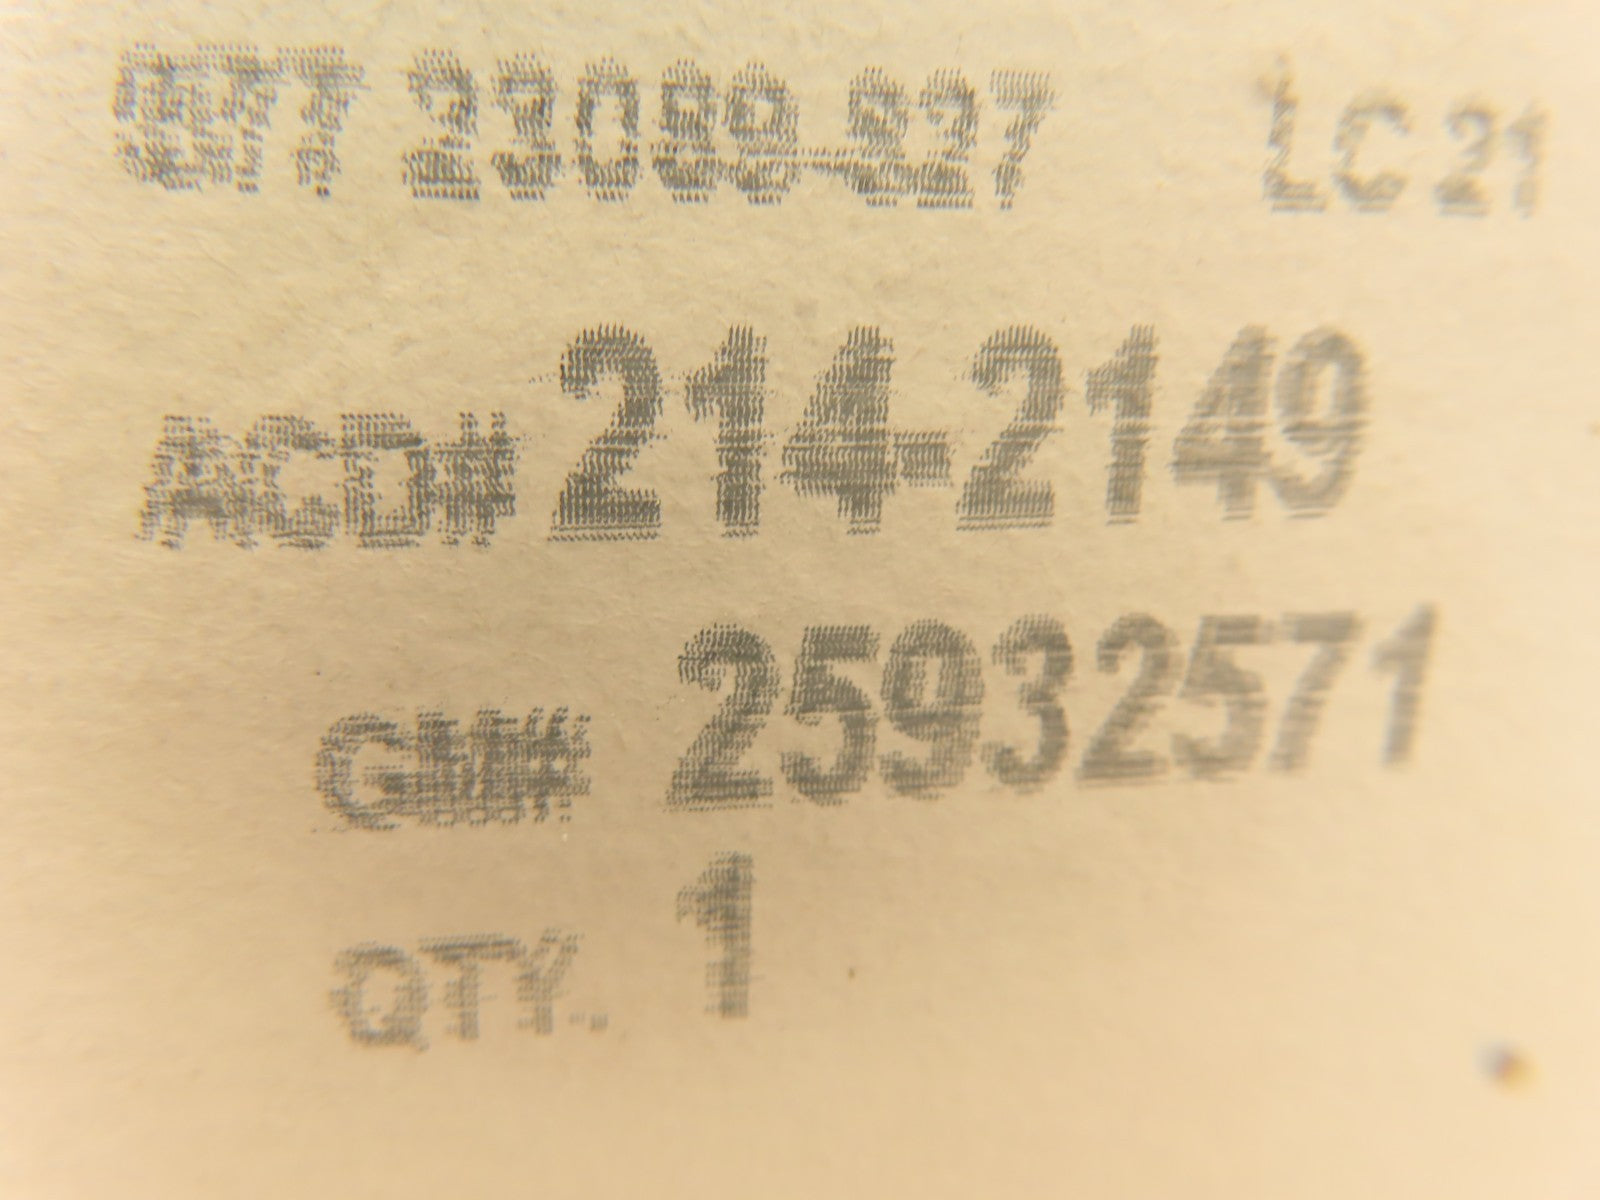 LC 21
ACD# 214-2149
GM# 25932571
QTY. 1